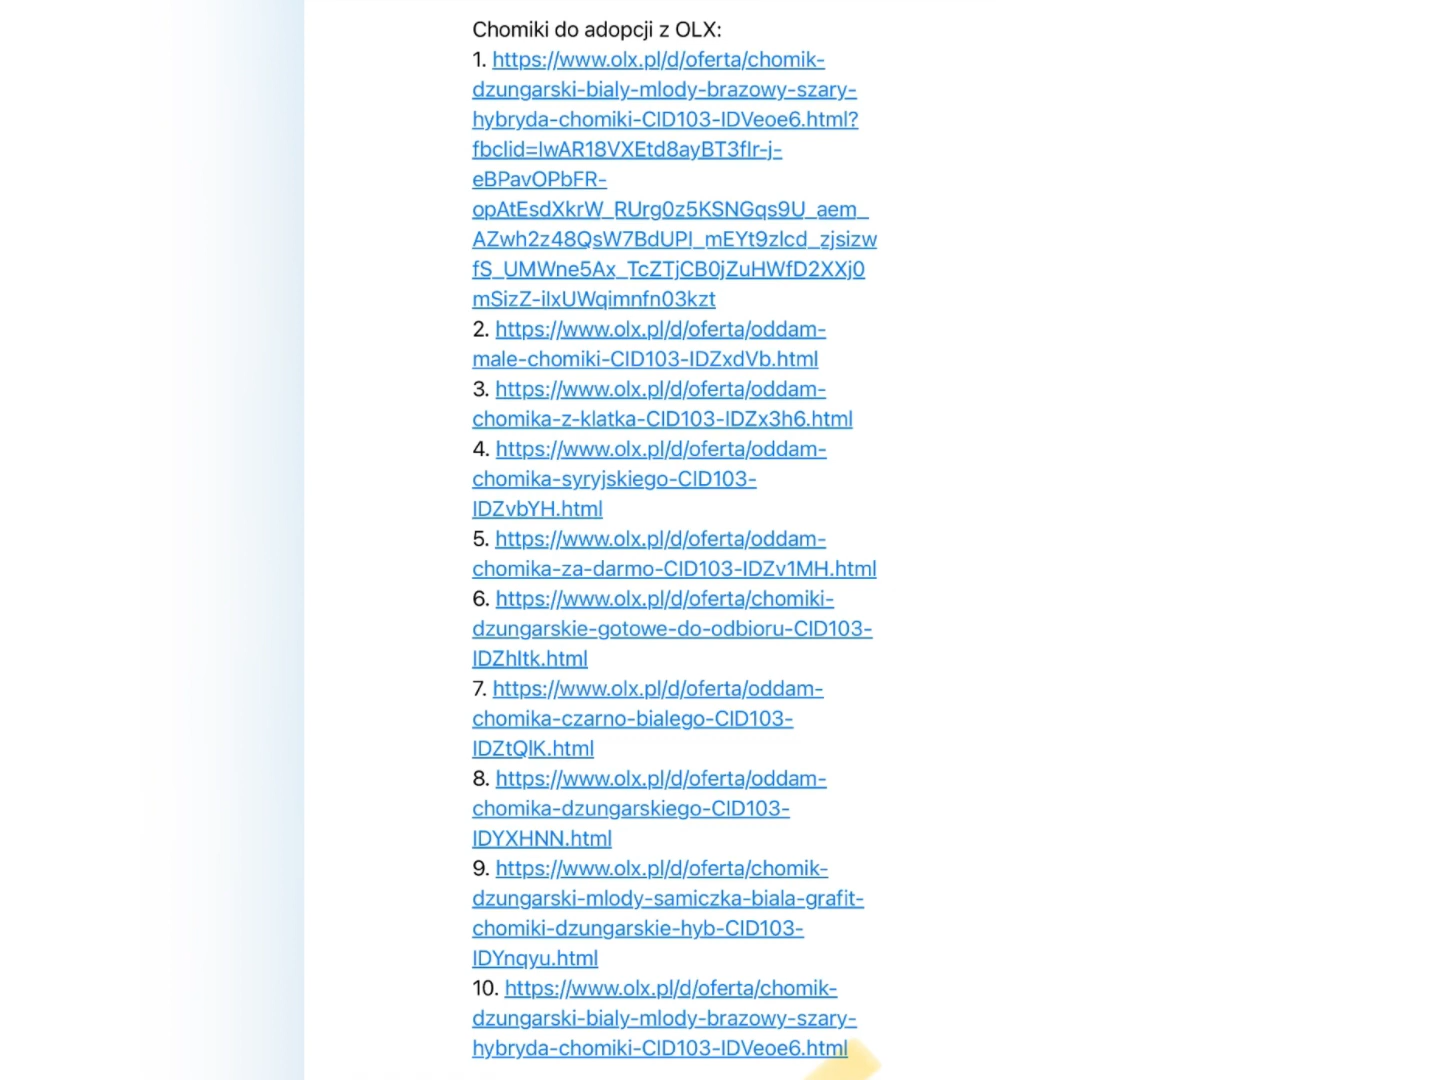 Chomiki do adopcji z OLX:
1. https://www.olx.pl/d/oferta/chomik-
dzungarski-bialy-mlody-brazowy-szary-
hybryda-chomiki-CID103-IDVeoe6.html?
fbclid=IwAR18VXEtd8ayBT3fIr-j-
eBPavOPbFR-
opAtEsdXkrW_RUrg0z5KSNGqs9U_aem_
AZwh2z48QsW7BdUPI_mEYt9zlcd_zjsizw
fS_UMWne5Ax_TcZTjCB0jZuHWfD2XXj0
mSizZ-iIxUWqimnfn03kzt
2. https://www.olx.pl/d/oferta/oddam-
male-chomiki-CID103-IDZxdVb.html
3. https://www.olx.pl/d/oferta/oddam-
chomika-z-klatka-CID103-IDZx3h6.html
4. https://www.olx.pl/d/oferta/oddam-
chomika-syryjskiego-CID103-
IDZvbYH.html
5. https://www.olx.pl/d/oferta/oddam-
chomika-za-darmo-CID103-IDZv1MH.html
6. https://www.olx.pl/d/oferta/chomiki-
dzungarskie-gotowe-do-odbioru-CID103-
IDZhItk.html
7. https://www.olx.pl/d/oferta/oddam-
chomika-czarno-bialego-CID103-
IDZtQlK.html
8. https://www.olx.pl/d/oferta/oddam-
chomika-dzungarskiego-CID103-
IDYXHNN.html
9. https://www.olx.pl/d/oferta/chomik-
dzungarski-mlody-samiczka-biala-grafit-
chomiki-dzungarskie-hyb-CID103-
IDYnqyu.html
10. https://www.olx.pl/d/oferta/chomik-
dzungarski-bialy-mlody-brazowy-szary-
hybryda-chomiki-CID103-IDVeoe6.html